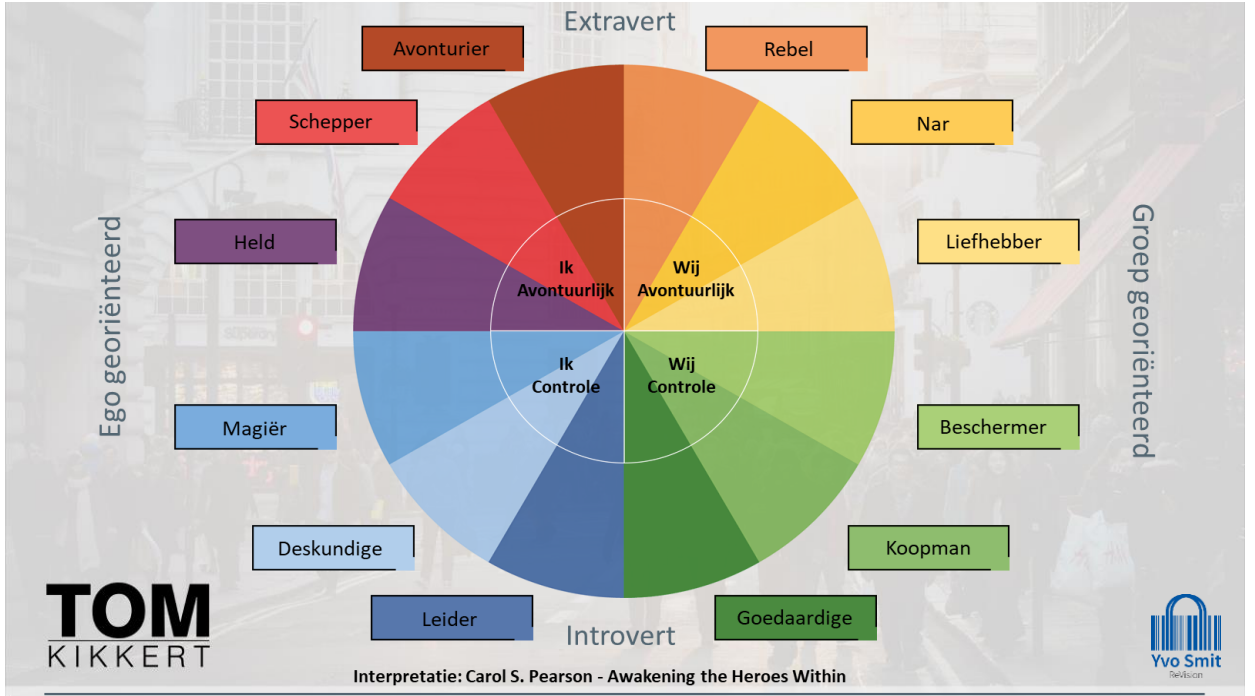 Extravert
Avonturier
Rebel
Schepper
Nar
Held
Liefhebber
Ego georiënteerd
Groep georiënteerd
Ik
Avontuurlijk
Wij
Avontuurlijk
Ik
Controle
Wij
Controle
Magiër
Beschermer
Deskundige
Koopman
Leider
Goedaardige
Introvert
TOM
KIKKERT
Yvo Smit
ReVision
Interpretatie: Carol S. Pearson - Awakening the Heroes Within